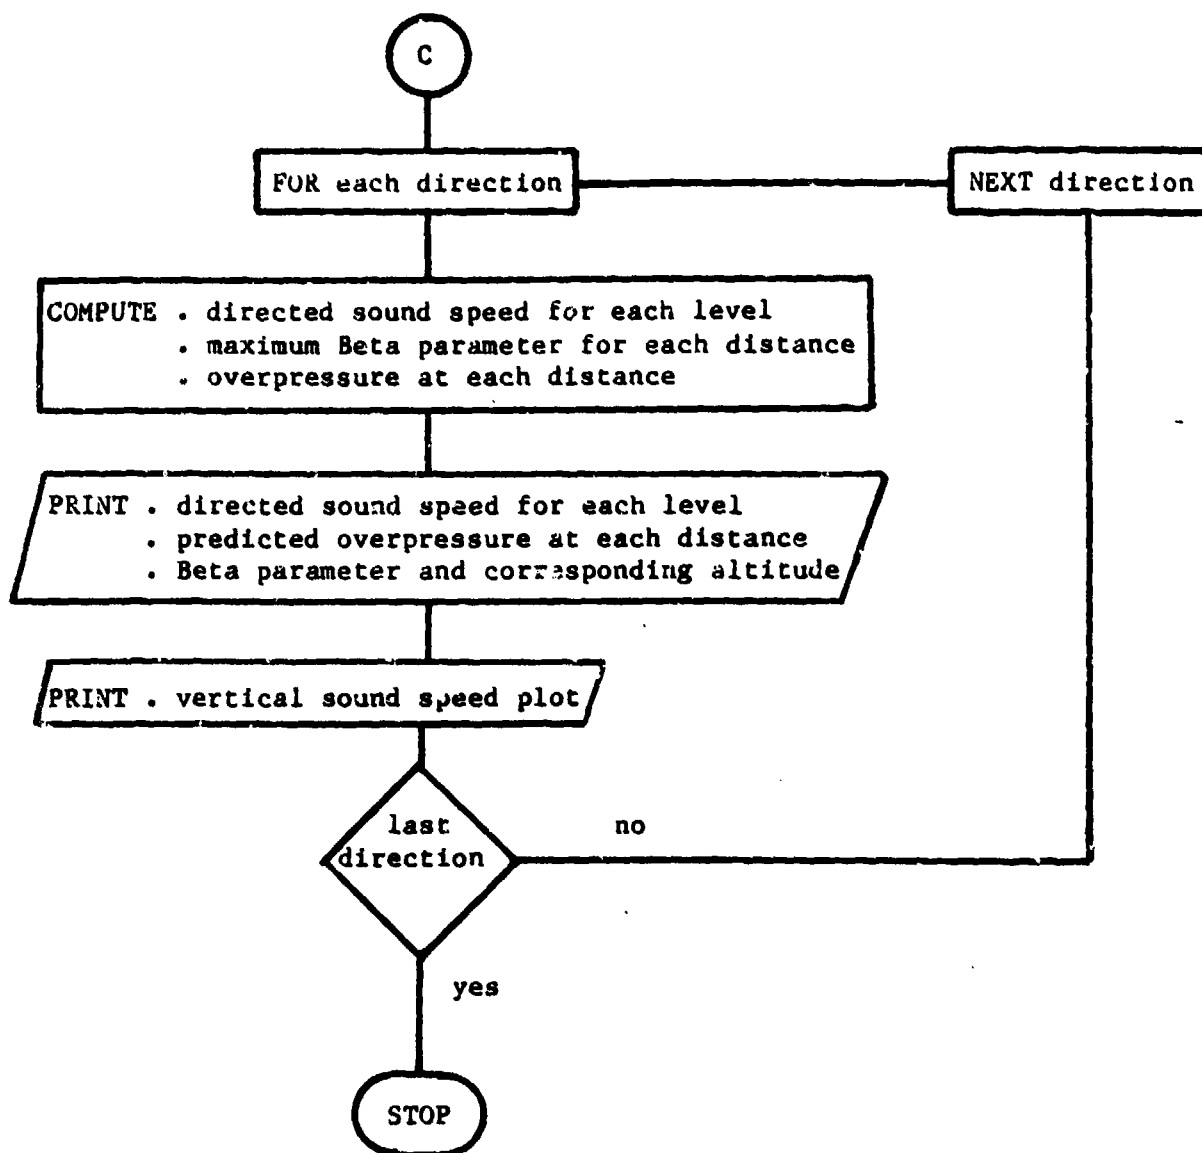 C
FOR each direction
NEXT direction
COMPUTE . directed sound speed for each level
. maximum Beta parameter for each distance
. overpressure at each distance
PRINT . directed sound speed for each level
. predicted overpressure at each distance
. Beta parameter and corresponding altitude
PRINT . vertical sound speed plot
last
direction
no
yes
STOP